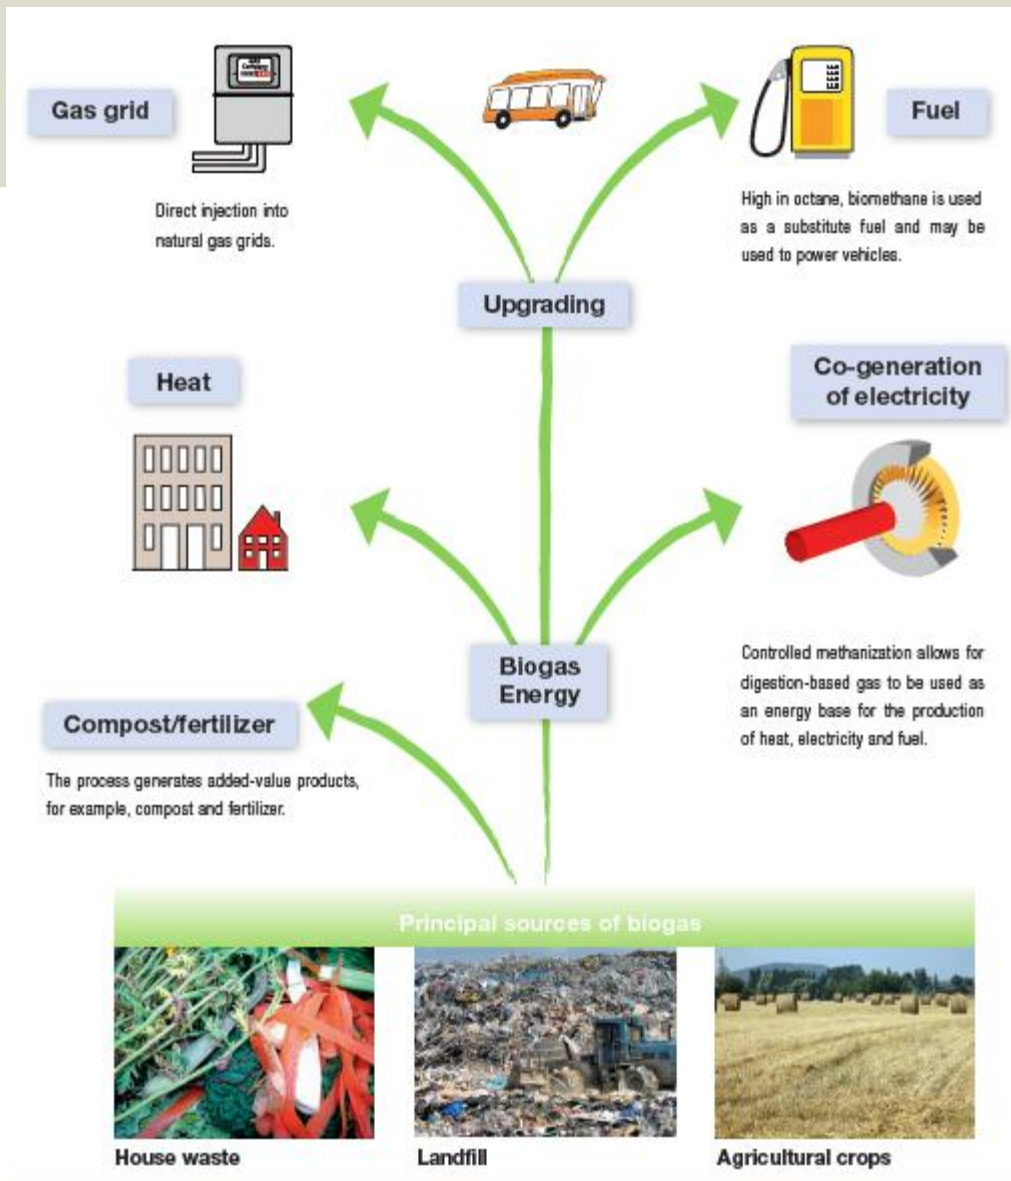 Gas grid
Fuel
Direct injection into
natural gas grids.
High in octane, biomethane is used
as a substitute fuel and may be
used to power vehicles.
Upgrading
Heat
Co-generation
of electricity
Biogas
Energy
Controlled methanization allows for
digestion-based gas to be used as
an energy base for the production
of heat, electricity and fuel.
Compost/fertilizer
The process generates added-value products,
for example, compost and fertilizer.
Principal sources of biogas
House waste
Landfill
Agricultural crops